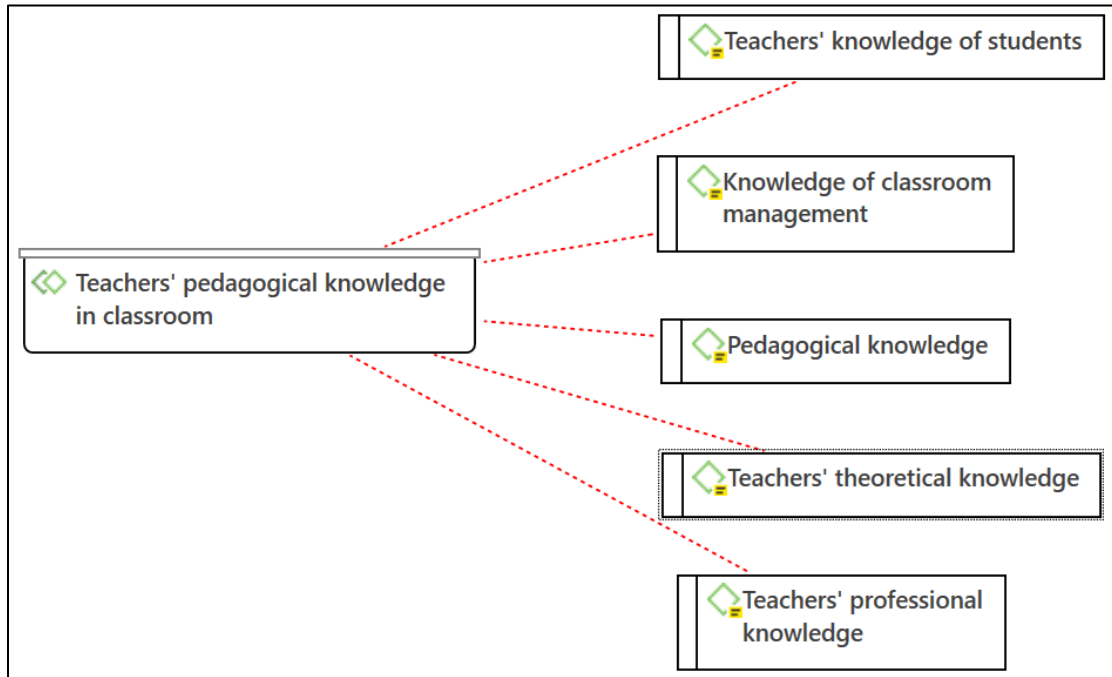 Teachers' knowledge of students
Knowledge of classroom
management
Teachers' pedagogical knowledge
in classroom
Pedagogical knowledge
Teachers' theoretical knowledge
Teachers' professional
knowledge